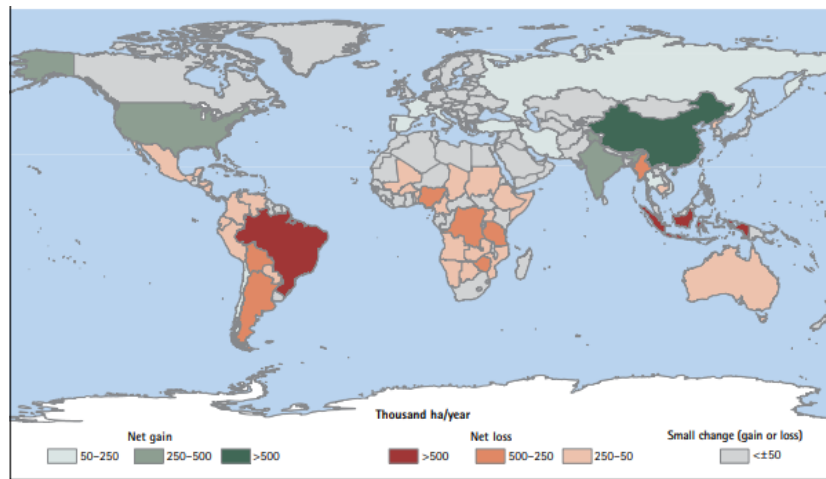 Thousand ha/year
Net gain
Net loss
Small change (gain or loss)
50–250
250–500
>500
>500
500–250
250–50
<±50